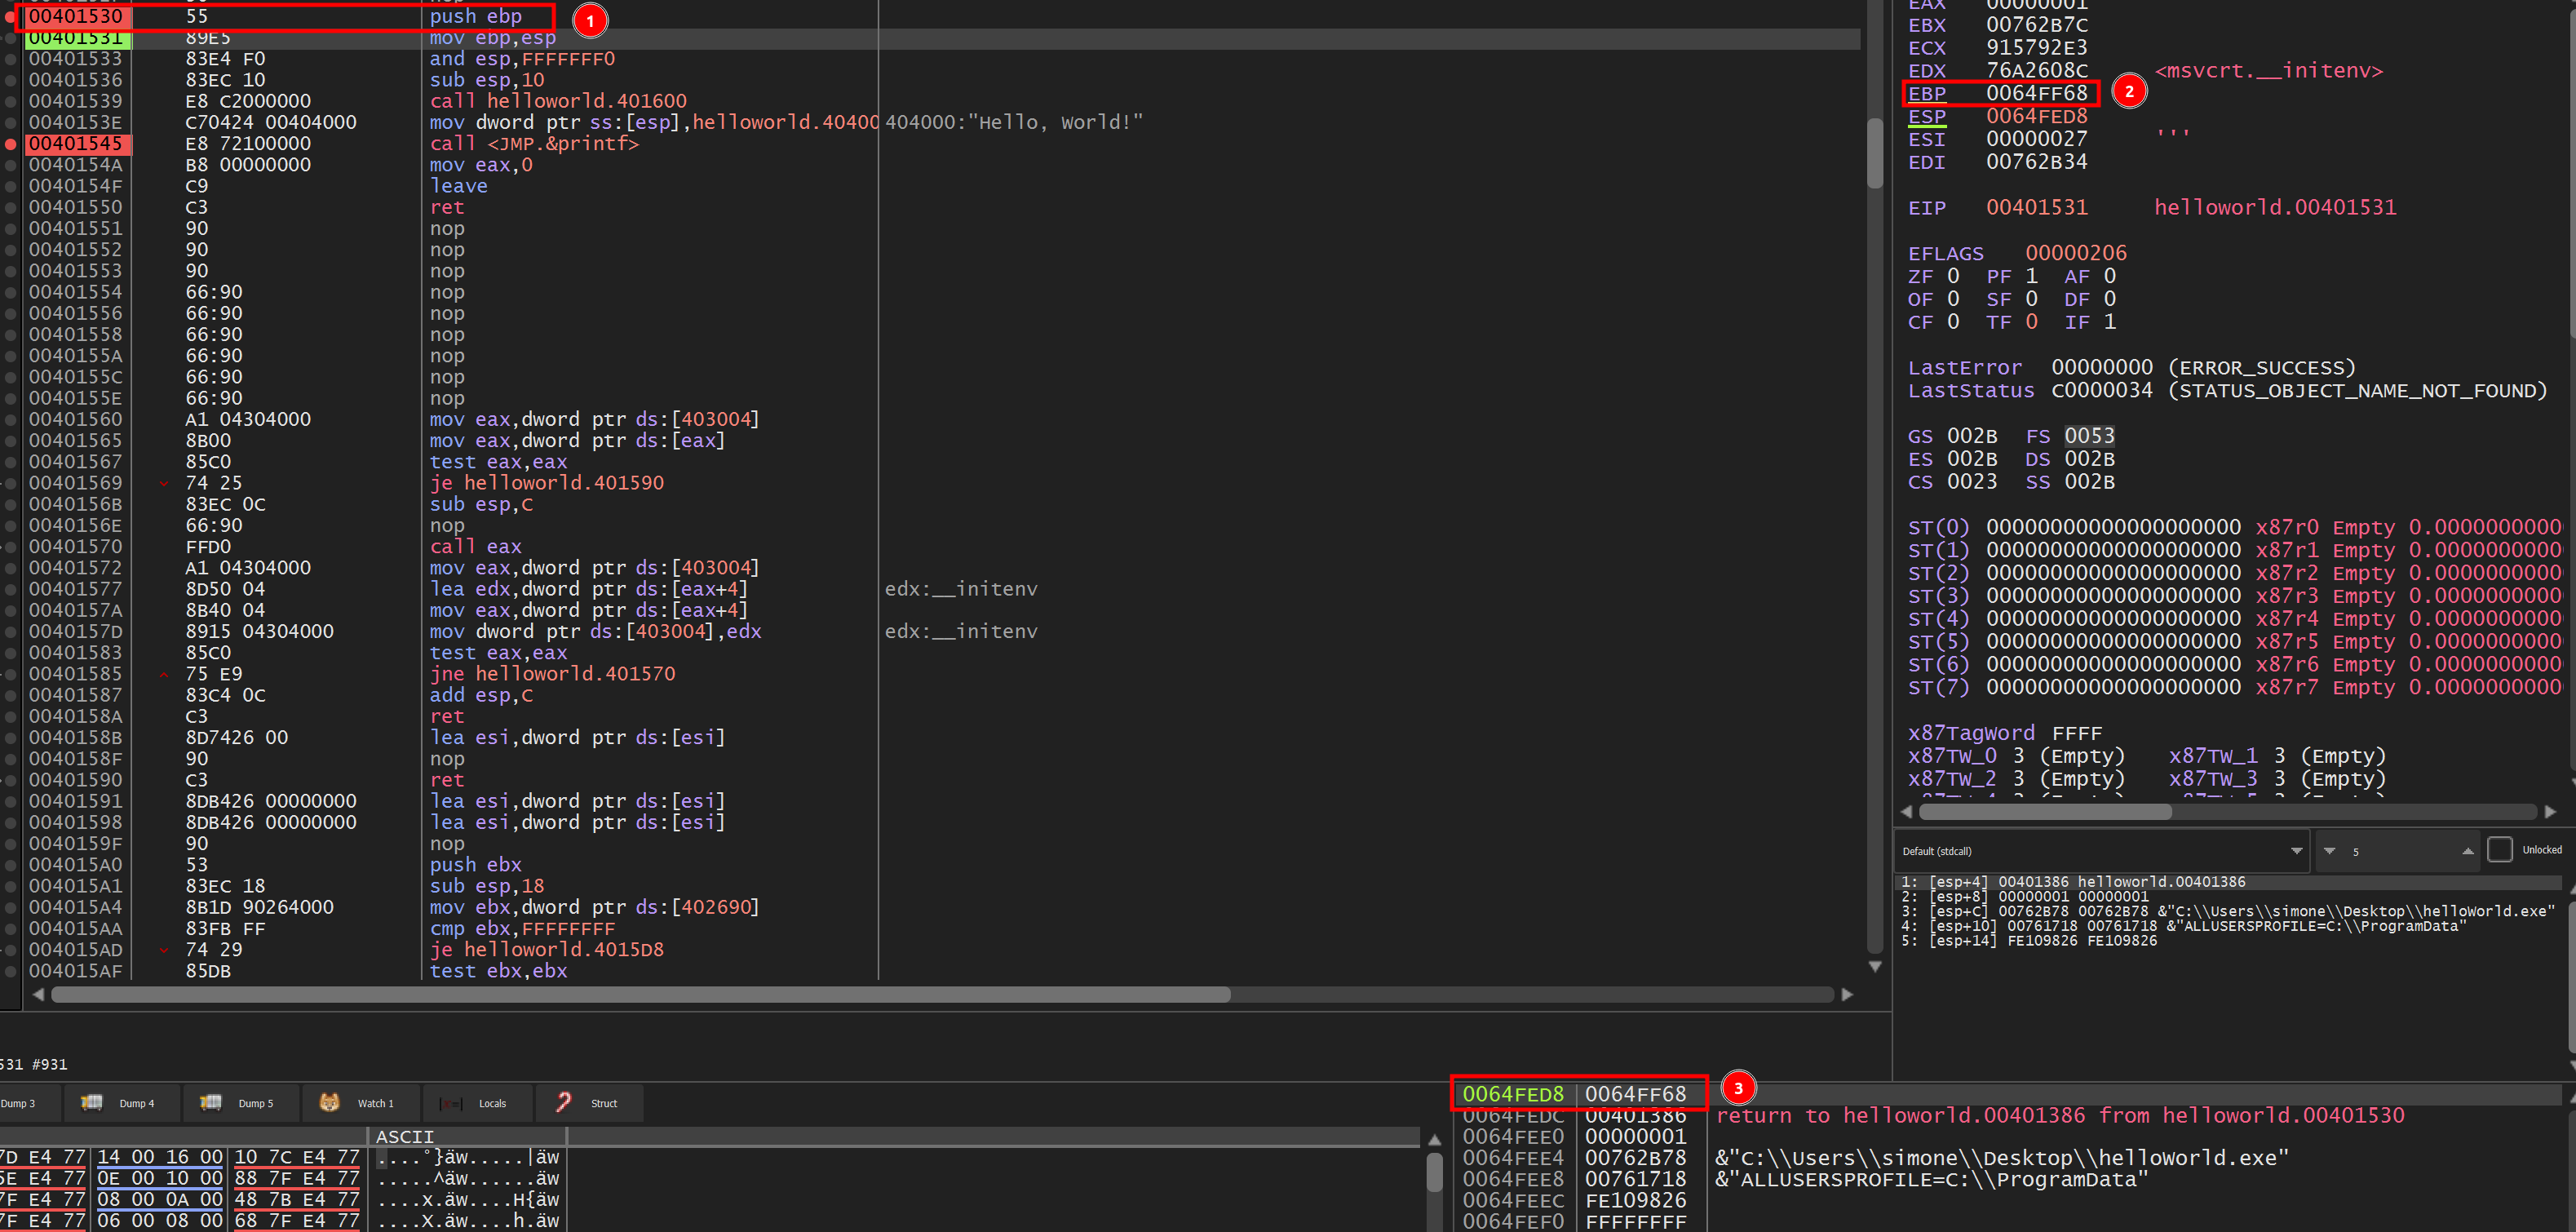 00401530 55 push ebp 1
00401531 89E5 mov ebp,esp
00401533 83E4 F0 and esp,FFFFFFF0
00401536 83EC 10 sub esp,10
00401539 E8 C2000000 call helloworld.401600
0040153E C70424 00404000 mov dword ptr ss:[esp],helloworld.40400 404000:"Hello, World!"
00401545 E8 72100000 call <JMP.&printf>
0040154A B8 00000000 mov eax,0
0040154F C9 leave
00401550 C3 ret
00401551 90 nop
00401552 90 nop
00401553 90 nop
00401554 66:90 nop
00401556 66:90 nop
00401558 66:90 nop
0040155A 66:90 nop
0040155C 66:90 nop
0040155E 66:90 nop
00401560 A1 04304000 mov eax,dword ptr ds:[403004]
00401565 8B00 mov eax,dword ptr ds:[eax]
00401567 85C0 test eax,eax
00401569 74 25 je helloworld.401590
0040156B 83EC 0C sub esp,C
0040156E 66:90 nop
00401570 FFD0 call eax
00401572 A1 04304000 mov eax,dword ptr ds:[403004]
00401577 8D50 04 lea edx,dword ptr ds:[eax+4] edx:__initenv
0040157A 8B40 04 mov eax,dword ptr ds:[eax+4]
0040157D 8915 04304000 mov dword ptr ds:[403004],edx edx:__initenv
00401583 85C0 test eax,eax
00401585 75 E9 jne helloworld.401570
00401587 83C4 0C add esp,C
0040158A C3 ret
0040158B 8D7426 00 lea esi,dword ptr ds:[esi]
0040158F 90 nop
00401590 C3 ret
00401591 8DB426 00000000 lea esi,dword ptr ds:[esi]
00401598 8DB426 00000000 lea esi,dword ptr ds:[esi]
0040159F 90 nop
004015A0 53 push ebx
004015A1 83EC 18 sub esp,18
004015A4 8B1D 90264000 mov ebx,dword ptr ds:[402690]
004015AA 83FB FF cmp ebx,FFFFFFFF
004015AD 74 29 je helloworld.4015D8
004015AF 85DB test ebx,ebx
EAX 00000001
EBX 00762B7C
ECX 915792E3
EDX 76A2608C <msvcrt.__initenv>
EBP 0064FF68 2
ESP 0064FED8
ESI 00000027 '''
EDI 00762B34
EIP 00401531 helloworld.00401531
EFLAGS 00000206
ZF 0 PF 1 AF 0
OF 0 SF 0 DF 0
CF 0 TF 0 IF 1
LastError 00000000 (ERROR_SUCCESS)
LastStatus C0000034 (STATUS_OBJECT_NAME_NOT_FOUND)
GS 002B FS 0053
ES 002B DS 002B
CS 0023 SS 002B
ST(0) 00000000000000000000 x87r0 Empty 0.0000000000
ST(1) 00000000000000000000 x87r1 Empty 0.0000000000
ST(2) 00000000000000000000 x87r2 Empty 0.0000000000
ST(3) 00000000000000000000 x87r3 Empty 0.0000000000
ST(4) 00000000000000000000 x87r4 Empty 0.0000000000
ST(5) 00000000000000000000 x87r5 Empty 0.0000000000
ST(6) 00000000000000000000 x87r6 Empty 0.0000000000
ST(7) 00000000000000000000 x87r7 Empty 0.0000000000
x87TagWord FFFF
x87TW_0 3 (Empty) x87TW_1 3 (Empty)
x87TW_2 3 (Empty) x87TW_3 3 (Empty)
Default (stdcall) 5 Unlocked
1: [esp+4] 00401386 helloworld.00401386
2: [esp+8] 00000001 00000001
3: [esp+C] 00762B78 00762B78 &"C:\\Users\\simone\\Desktop\\helloWorld.exe"
4: [esp+10] 00761718 00761718 &"ALLUSERSPROFILE=C:\\ProgramData"
5: [esp+14] FE109826 FE109826
531 #931
Dump 3 Dump 4 Dump 5 Watch 1 Locals Struct
ASCII
7D E4 77 14 00 16 00 10 7C E4 77 ....°}äw.....|äw
5E E4 77 0E 00 10 00 88 7F E4 77 .....^äw......äw
7F E4 77 08 00 0A 00 48 7B E4 77 ....x.äw....H{äw
7F E4 77 06 00 08 00 68 7F E4 77 ....X.äw....h.äw
0064FED8 0064FF68 3
0064FEDC 00401386 return to helloworld.00401386 from helloworld.00401530
0064FEE0 00000001
0064FEE4 00762B78 &"C:\\Users\\simone\\Desktop\\helloWorld.exe"
0064FEE8 00761718 &"ALLUSERSPROFILE=C:\\ProgramData"
0064FEEC FE109826
0064FEF0 FFFFFFFF